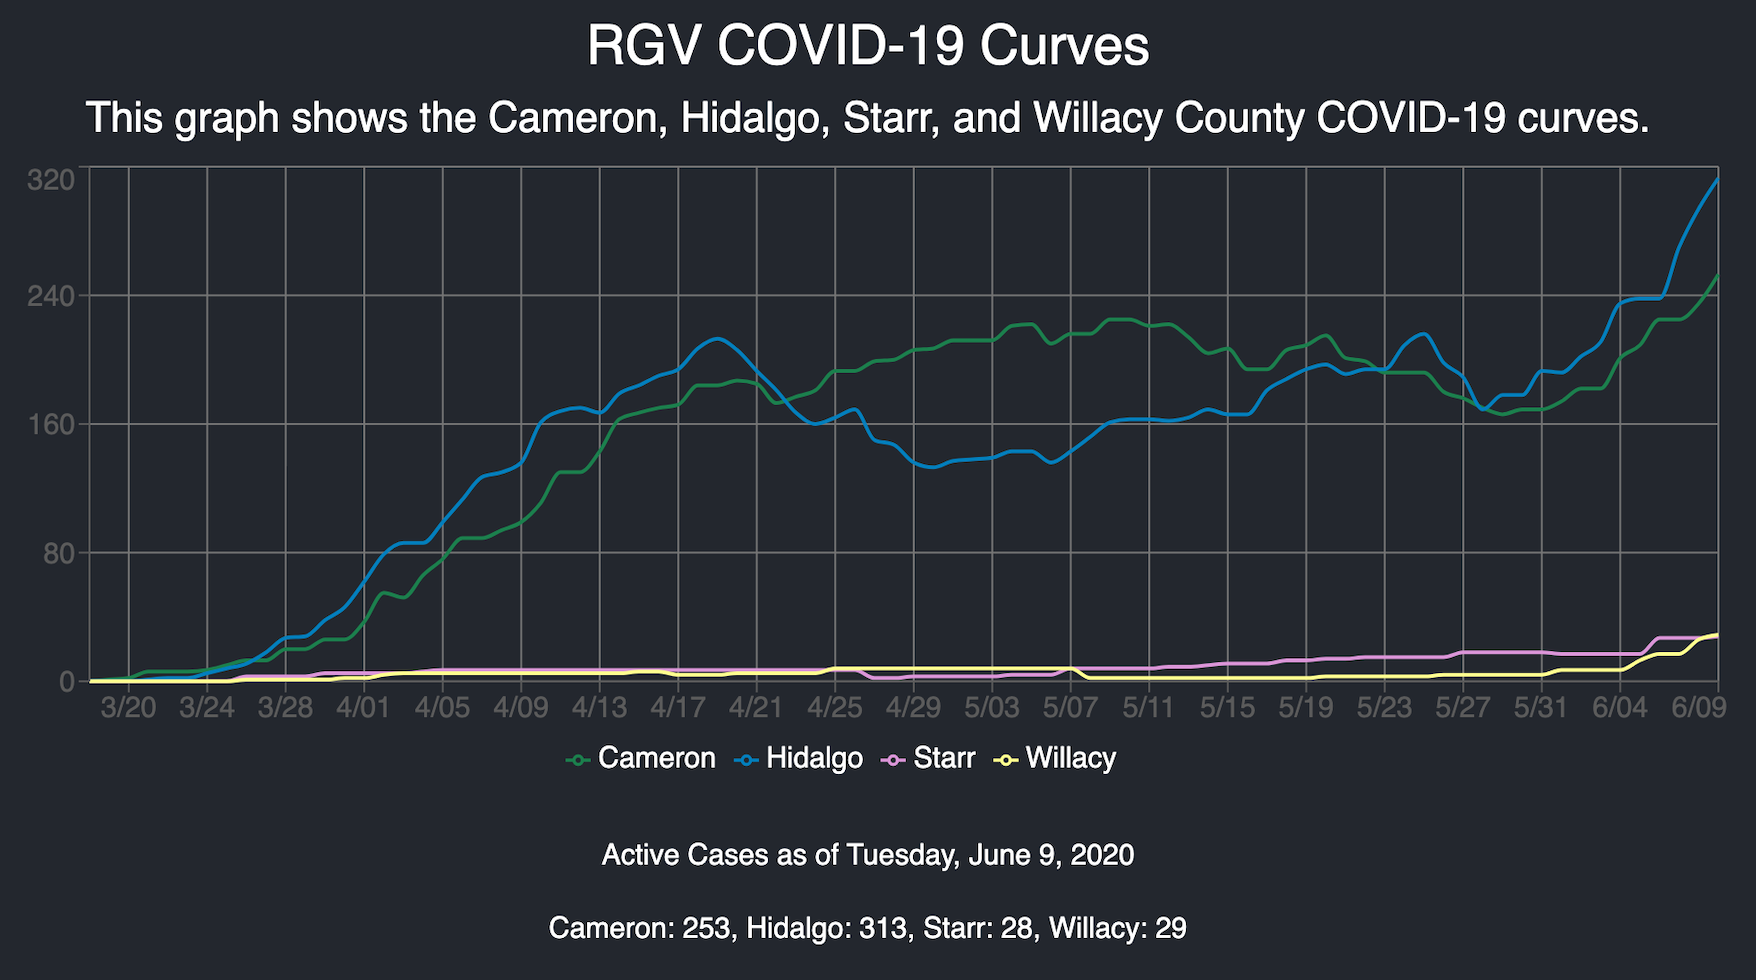 RGV COVID-19 Curves
This graph shows the Cameron, Hidalgo, Starr, and Willacy County COVID-19 curves.
320
240
160
80
0
3/20 3/24 3/28 4/01 4/05 4/09 4/13 4/17 4/21 4/25 4/29 5/03 5/07 5/11 5/15 5/19 5/23 5/27 5/31 6/04 6/09
Cameron Hidalgo Starr Willacy
Active Cases as of Tuesday, June 9, 2020
Cameron: 253, Hidalgo: 313, Starr: 28, Willacy: 29